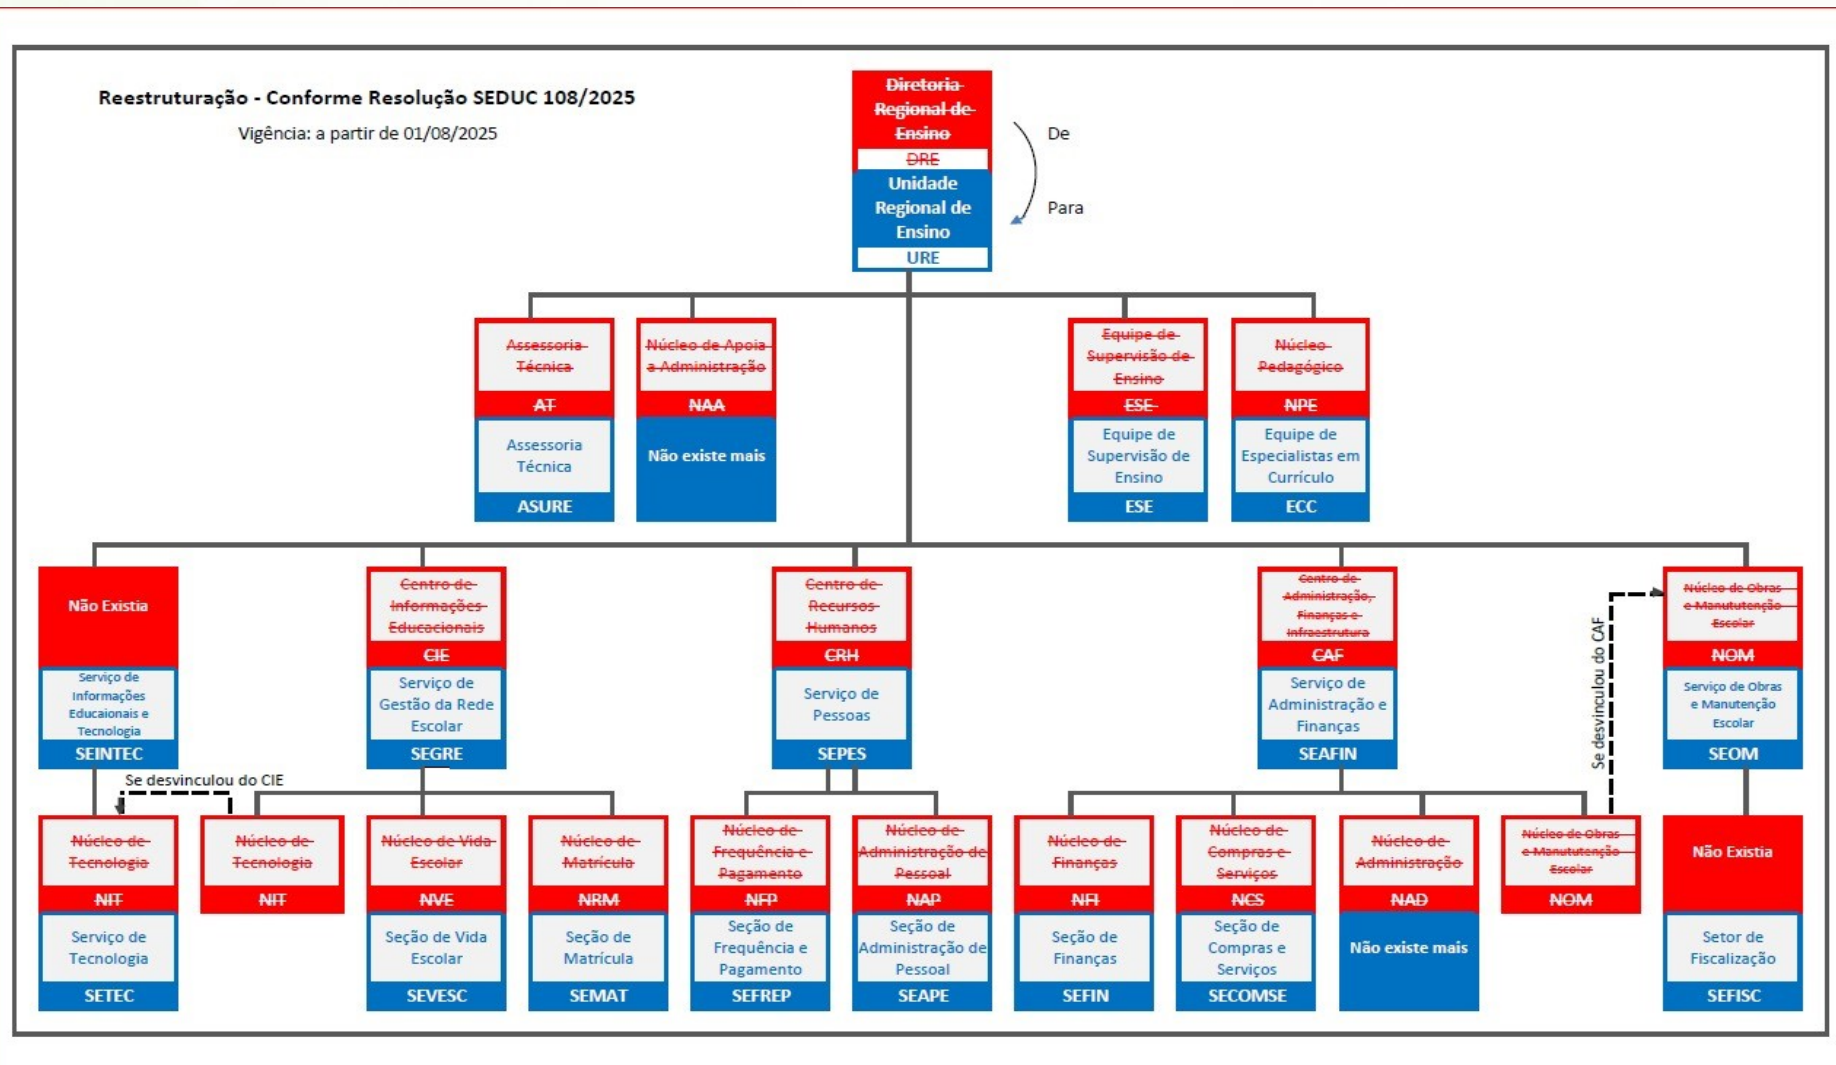 Reestruturação - Conforme Resolução SEDUC 108/2025
Vigência: a partir de 01/08/2025
Diretoria
Regional de
Ensino
DRE
Unidade
Regional de
Ensino
URE
De
Para
Assessoria
Técnica
AT
Assessoria
Técnica
ASURE
Núcleo de Apoia
a Administração
NAA
Não existe mais
Equipe de
Supervisão de
Ensino
ESE
Equipe de
Supervisão de
Ensino
ESE
Núcleo
Pedagógico
NPE
Equipe de
Especialistas em
Currículo
ECC
Não Existia
Serviço de
Informações
Educaionais e
Tecnologia
SEINTEC
Centro de
Informações
Educacionais
CIE
Serviço de
Gestão da Rede
Escolar
SEGRE
Centro de
Recursos
Humanos
CRH
Serviço de
Pessoas
SEPES
Centro de
Administração,
Finanças e
Infraestrutura
CAF
Serviço de
Administração e
Finanças
SEAFIN
Se desvinculou do CAF
Núcleo de Obras
e Manututenção
Escolar
NOM
Serviço de Obras
e Manutenção
Escolar
SEOM
Se desvinculou do CIE
Núcleo de
Tecnologia
NIT
Serviço de
Tecnologia
SETEC
Núcleo de
Tecnologia
NIT
Núcleo de Vida
Escolar
NVE
Seção de Vida
Escolar
SEVESC
Núcleo de
Matrícula
NRM
Seção de
Matrícula
SEMAT
Núcleo de
Frequência e
Pagamento
NFP
Seção de
Frequência e
Pagamento
SEFREP
Núcleo de
Administração de
Pessoal
NAP
Seção de
Administração de
Pessoal
SEAPE
Núcleo de
Finanças
NFI
Seção de
Finanças
SEFIN
Núcleo de
Compras e
Serviços
NCS
Seção de
Compras e
Serviços
SECOMSE
Núcleo de
Administração
NAD
Não existe mais
Núcleo de Obras
e Manututenção
Escolar
NOM
Não Existia
Setor de
Fiscalização
SEFISC